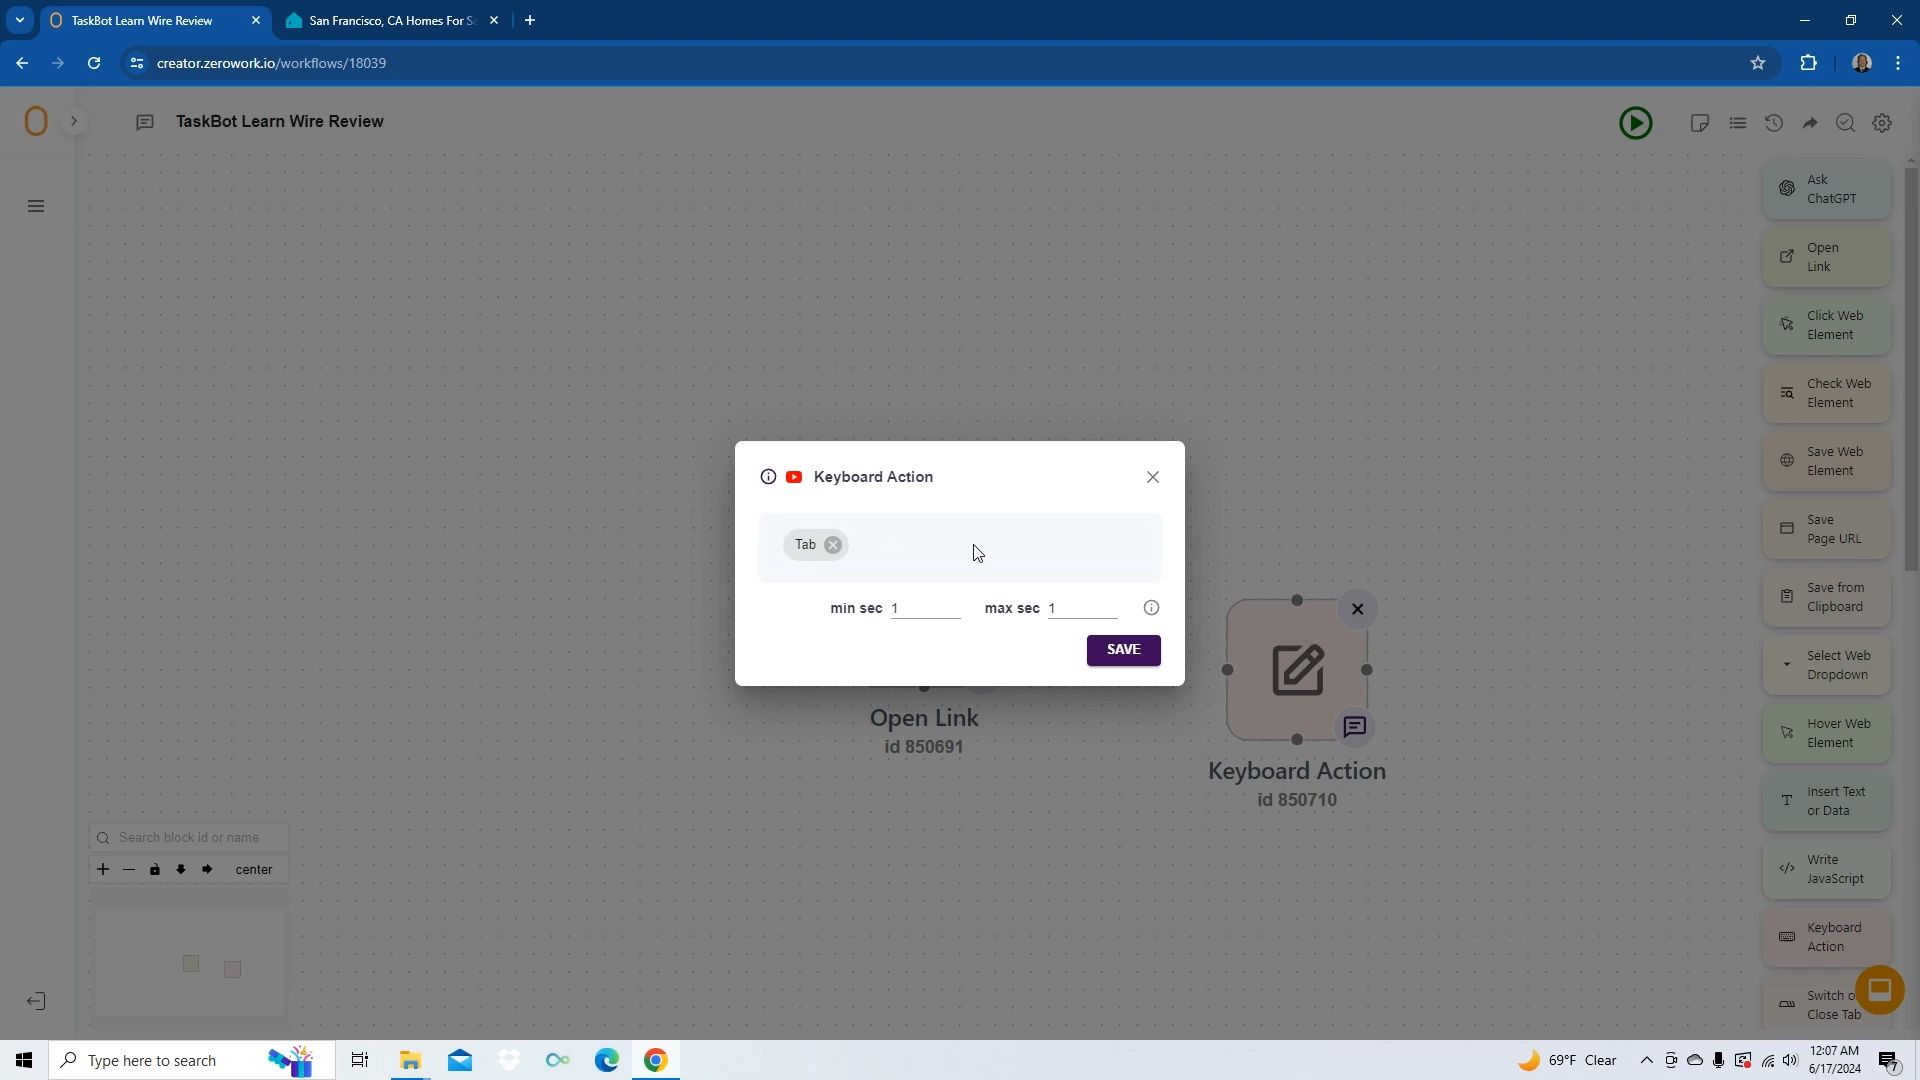 TaskBot Learn Wire Review
San Francisco, CA Homes For Sa
creator.zerowork.io/workflows/18039
TaskBot Learn Wire Review
Ask
ChatGPT
Open
Link
Click Web
Element
Check Web
Element
Save Web
Element
Save
Page URL
Save from
Clipboard
Select Web
Dropdown
Hover Web
Element
Insert Text
or Data
Write
JavaScript
Keyboard
Action
Switch o
Close Tab
Keyboard Action
Tab
min sec 1
max sec 1
SAVE
Open Link
id 850691
Keyboard Action
id 850710
Search block id or name
center
Type here to search
69°F Clear
12:07 AM
6/17/2024
7